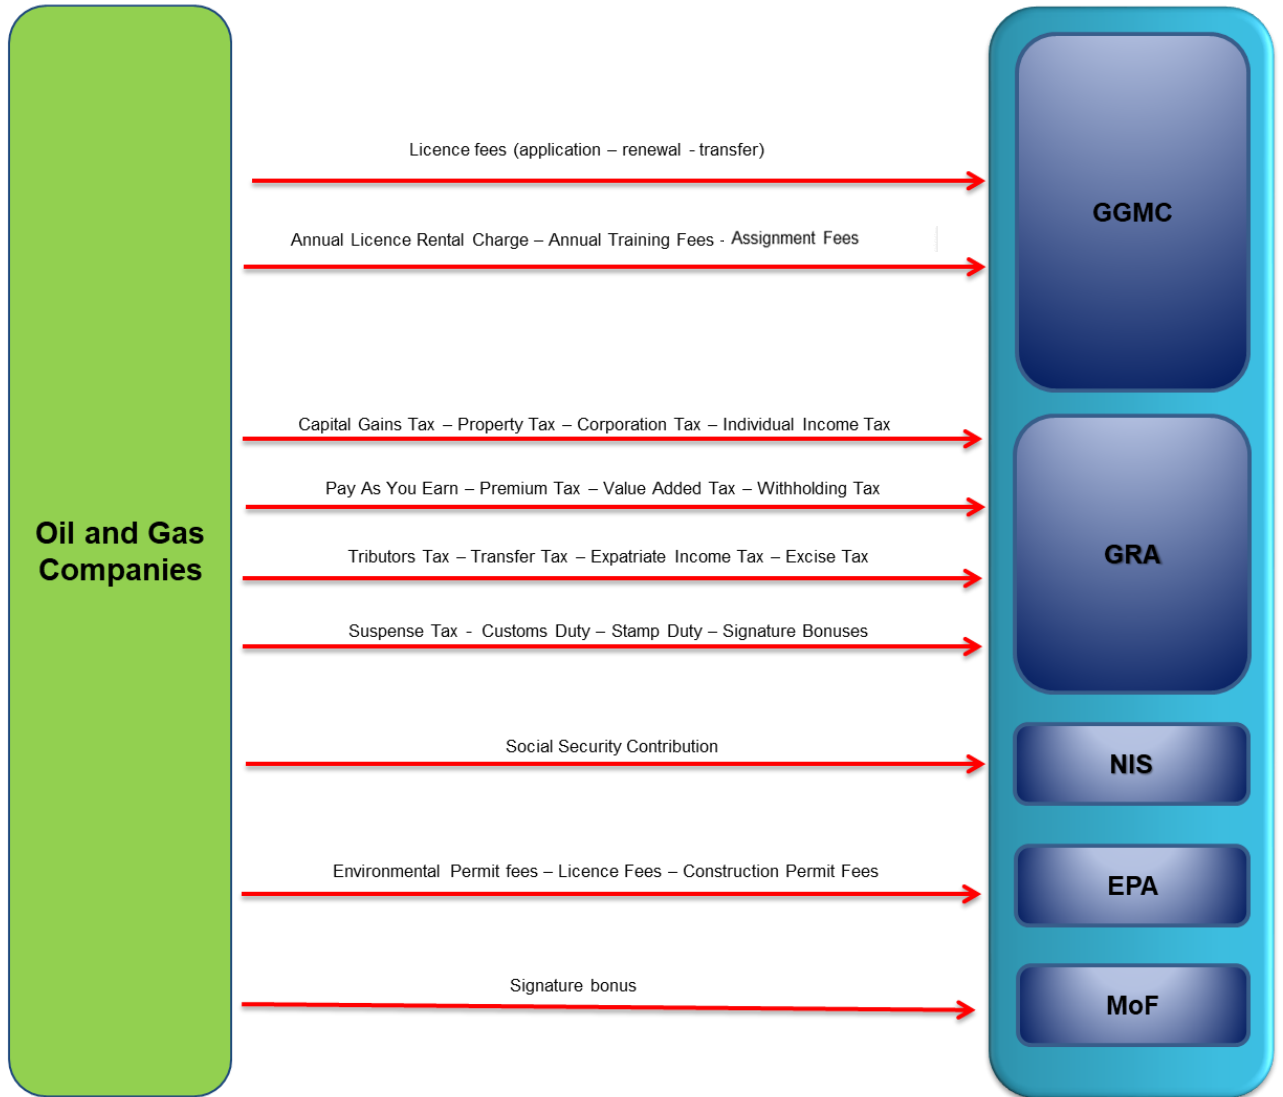 Licence fees (application – renewal - transfer)
GGMC
Annual Licence Rental Charge – Annual Training Fees - Assignment Fees
Capital Gains Tax – Property Tax – Corporation Tax – Individual Income Tax
Pay As You Earn – Premium Tax – Value Added Tax – Withholding Tax
Oil and Gas
Companies
Tributors Tax – Transfer Tax – Expatriate Income Tax – Excise Tax
GRA
Suspense Tax - Customs Duty – Stamp Duty – Signature Bonuses
Social Security Contribution
NIS
Environmental Permit fees – Licence Fees – Construction Permit Fees
EPA
Signature bonus
MoF